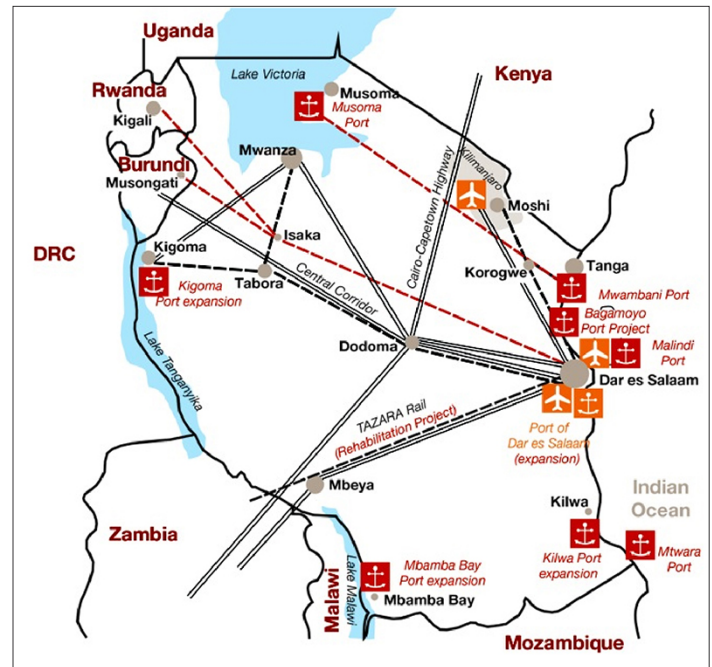 Uganda
Lake Victoria
Kenya
Rwanda
Musoma
Kigali
Musoma
Port
Mwanza
Cairo-Capetown Highway
Kilimanjaro
Burundi
Musongati
Moshi
Isaka
DRC
Kigoma
Korogwe
Tanga
Tabora
Central Corridor
Kigoma
Port expansion
Mwambani Port
Bagamoyo
Port Project
Lake Tanganyika
Dodoma
Malindi
Port
Dar es Salaam
TAZARA Rail
(Rehabilitation Project)
Port of
Dar es Salaam
(expansion)
Mbeya
Kilwa
Indian
Ocean
Zambia
Kilwa Port
expansion
Mtwara
Port
Malawi
Lake Malawi
Mbamba Bay
Port expansion
Mbamba Bay
Mozambique